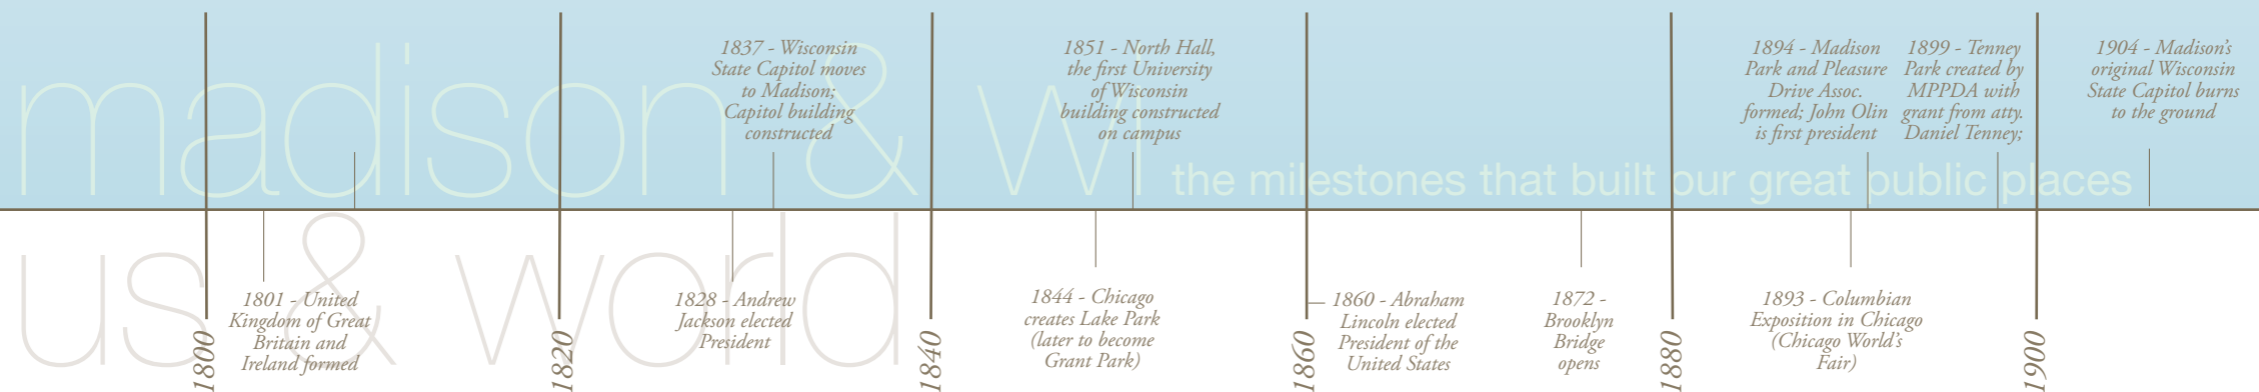 madison & wi
the milestones that built our great public places
1837 - Wisconsin
State Capitol moves
to Madison;
Capitol building
constructed
1851 - North Hall,
the first University
of Wisconsin
building constructed
on campus
1894 - Madison
Park and Pleasure
Drive Assoc.
formed; John Olin
is first president
1899 - Tenney
Park created by
MPPDA with
grant from atty.
Daniel Tenney;
1904 - Madison's
original Wisconsin
State Capitol burns
to the ground
us & world
1800
1801 - United
Kingdom of Great
Britain and
Ireland formed
1820
1828 - Andrew
Jackson elected
President
1840
1844 - Chicago
creates Lake Park
(later to become
Grant Park)
1860
1860 - Abraham
Lincoln elected
President of the
United States
1872 -
Brooklyn
Bridge
opens
1880
1893 - Columbian
Exposition in Chicago
(Chicago World's
Fair)
1900